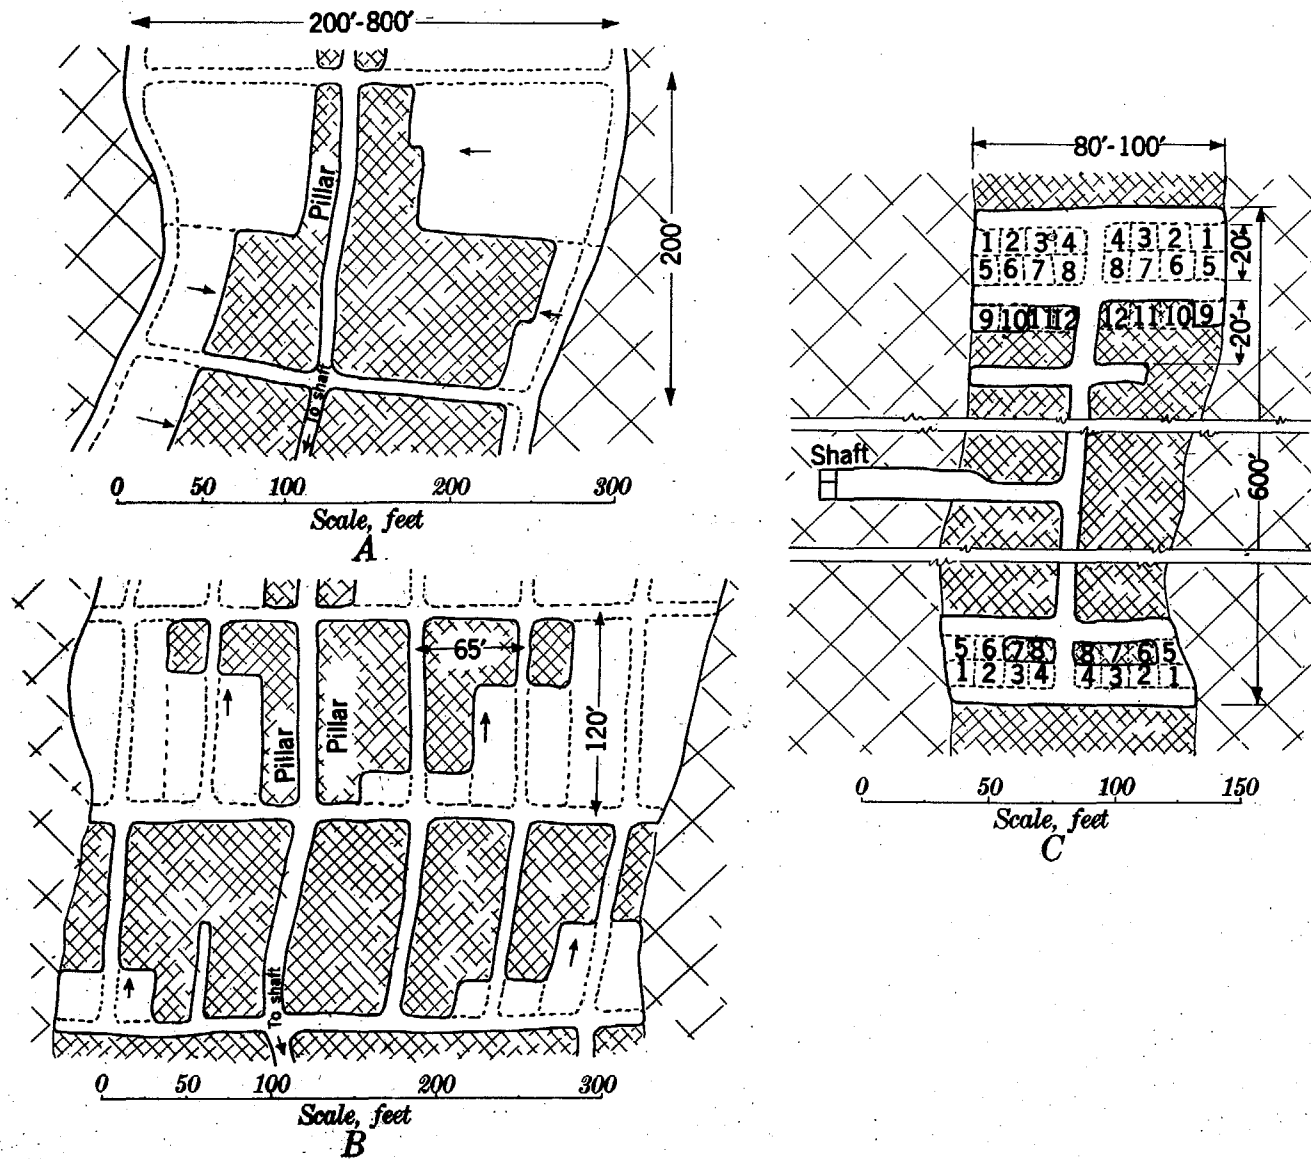 200'-800'
Pillar
200'
To shaft
0 50 100 200 300
Scale, feet
A
65'
120'
Pillar
Pillar
To shaft
0 50 100 200 300
Scale, feet
B
80'-100'
1 2 3 4 4 3 2 1
5 6 7 8 8 7 6 5
20'
9 10 11 12 12 11 10 9
20'
Shaft
600'
5 6 7 8 8 7 6 5
1 2 3 4 4 3 2 1
0 50 100 150
Scale, feet
C